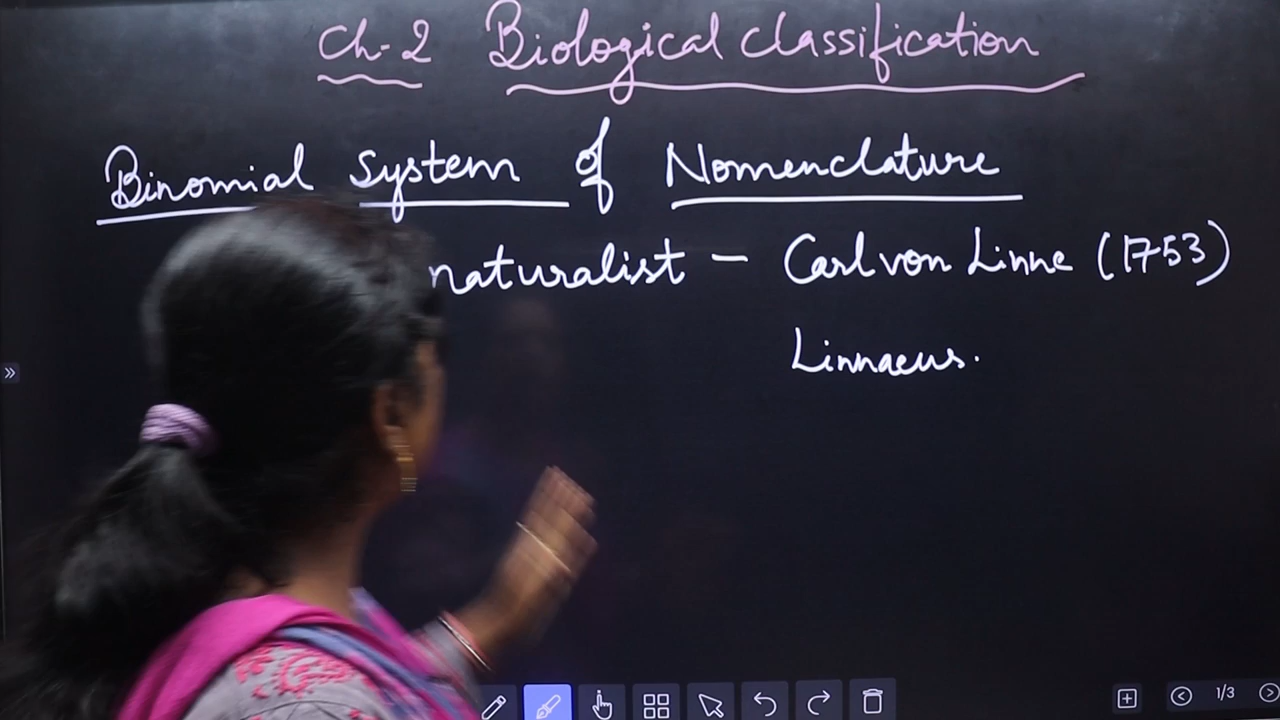 Ch-2 Biological classification
Binomial System of Nomenclature
naturalist - Carl von Linne (1753)
Linnaeus.
1/3